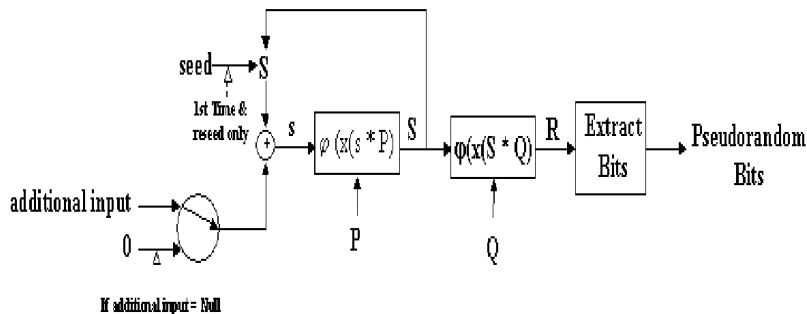 seed
S
1st Time &
reseed only
+
s
φ (x(s * P)
S
φ(x(S * Q)
R
Extract
Bits
Pseudorandom
Bits
additional input
0
P
Q
If additional input = Null